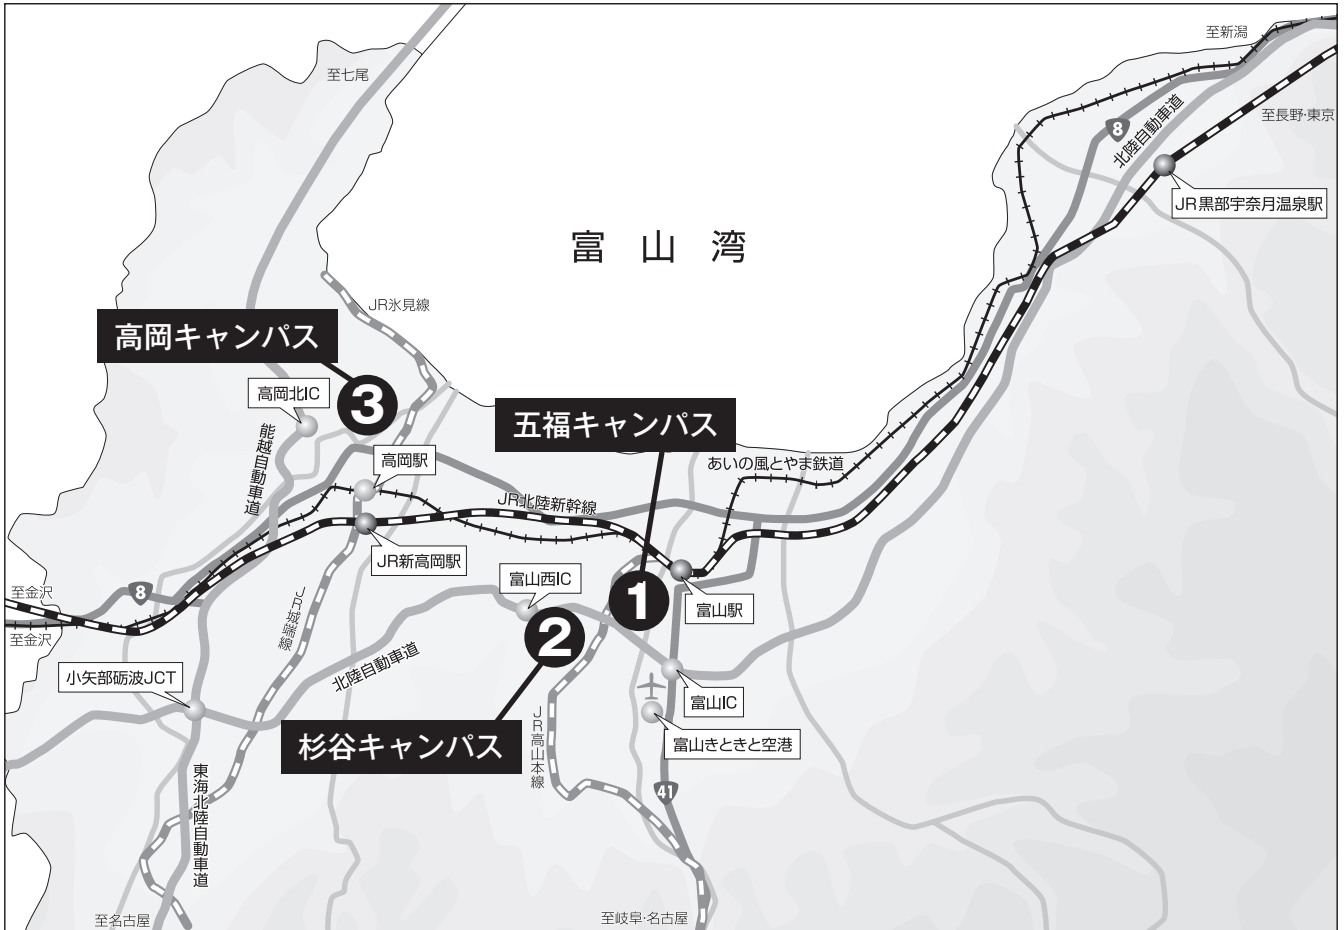 至新潟
至七尾
8
北陸自動車道
至長野・東京
JR黒部宇奈月温泉駅
富山湾
JR氷見線
高岡キャンパス
高岡北IC
3
五福キャンパス
能越自動車道
高岡駅
あいの風とやま鉄道
JR北陸新幹線
JR新高岡駅
富山西IC
8
至金沢
1
富山駅
至金沢
JR城端線
2
北陸自動車道
小矢部砺波JCT
富山IC
杉谷キャンパス
JR高山本線
富山きときと空港
東海北陸自動車道
41
至名古屋
至岐阜・名古屋